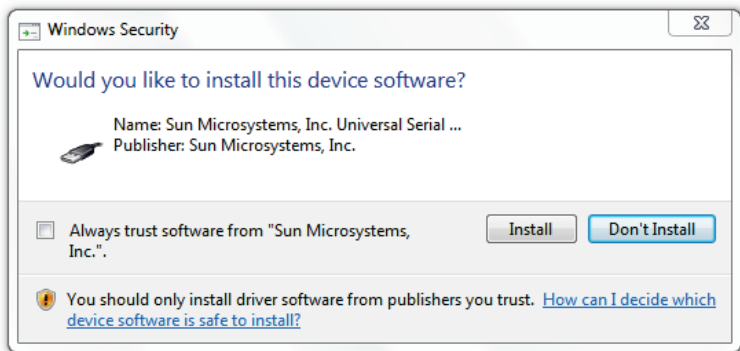 Windows Security
Would you like to install this device software?
Name: Sun Microsystems, Inc. Universal Serial ...
Publisher: Sun Microsystems, Inc.
Always trust software from "Sun Microsystems,
Inc.".
Install
Don't Install
You should only install driver software from publishers you trust. How can I decide which
device software is safe to install?